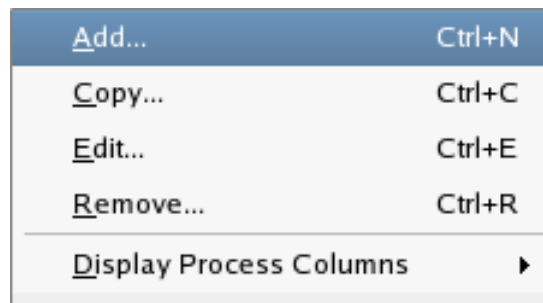 Add... Ctrl+N
Copy... Ctrl+C
Edit... Ctrl+E
Remove... Ctrl+R
Display Process Columns